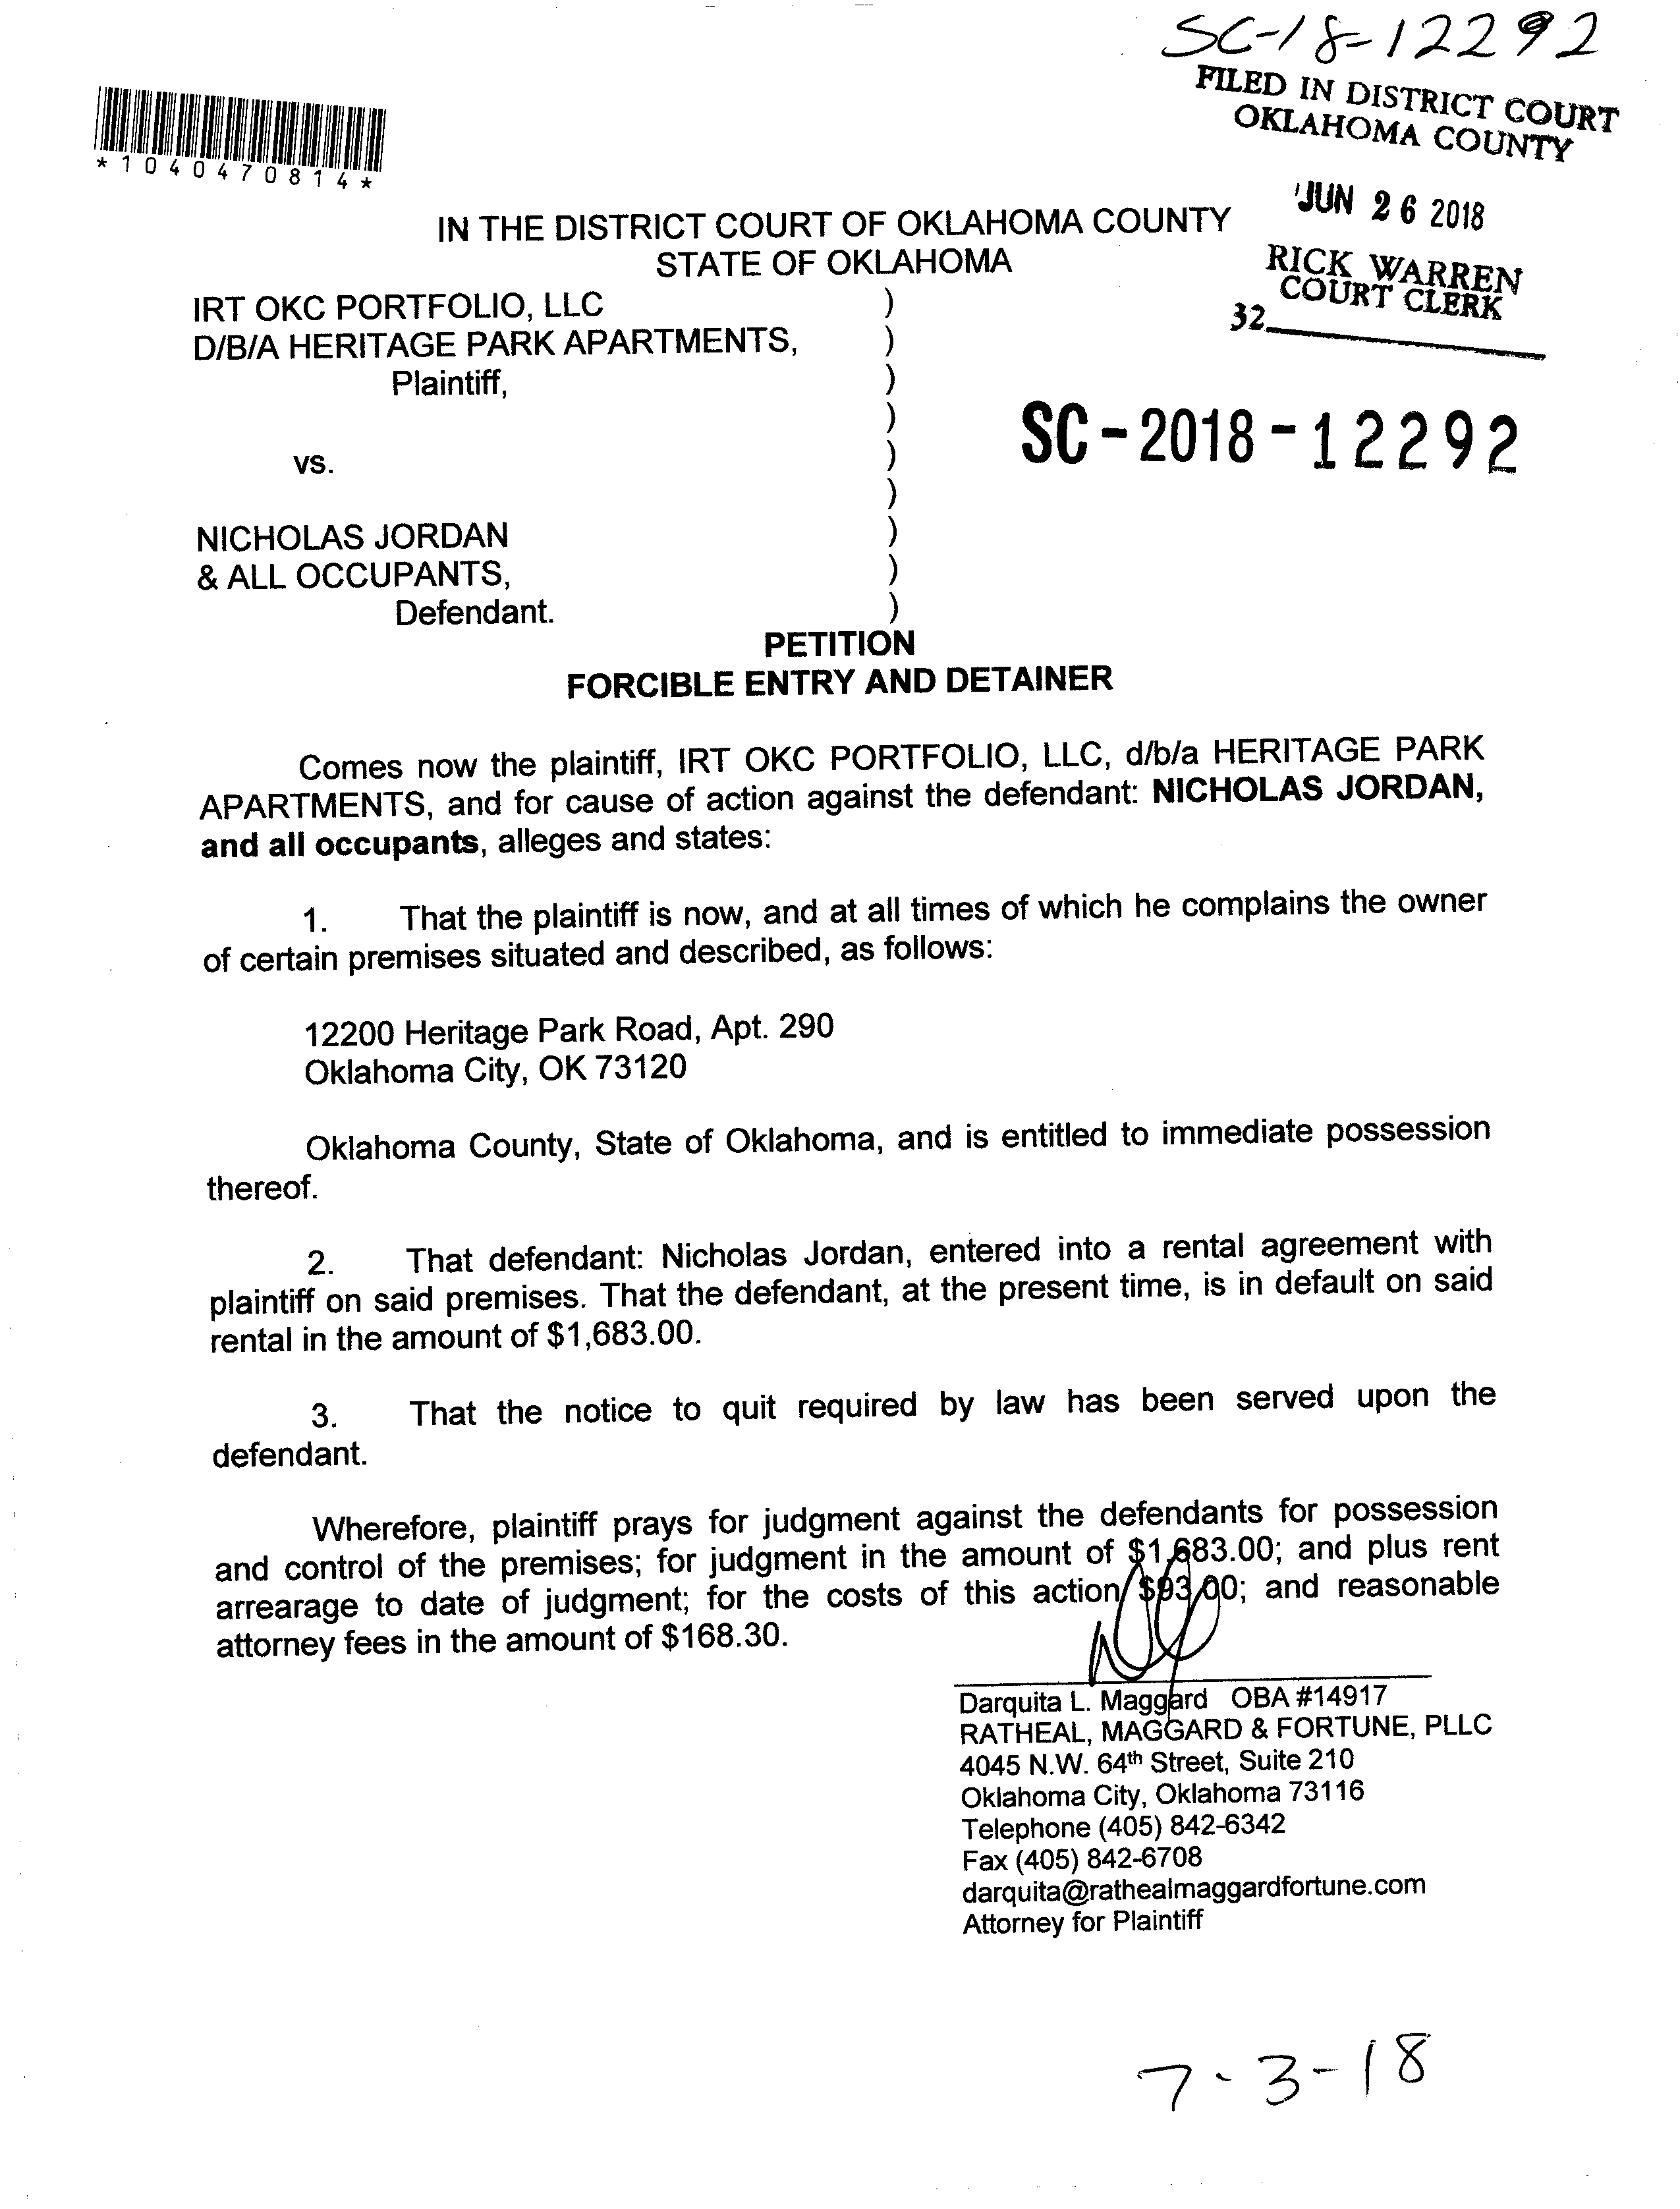 SC-18-12292
FILED IN DISTRICT COURT
OKLAHOMA COUNTY
*1040470814*
JUN 26 2018
IN THE DISTRICT COURT OF OKLAHOMA COUNTY
STATE OF OKLAHOMA
RICK WARREN
COURT CLERK
32
IRT OKC PORTFOLIO, LLC )
D/B/A HERITAGE PARK APARTMENTS, )
Plaintiff, )
)
vs. )
)
SC-2018-12292
NICHOLAS JORDAN )
& ALL OCCUPANTS, )
Defendant. )
PETITION
FORCIBLE ENTRY AND DETAINER
Comes now the plaintiff, IRT OKC PORTFOLIO, LLC, d/b/a HERITAGE PARK
APARTMENTS, and for cause of action against the defendant: NICHOLAS JORDAN,
and all occupants, alleges and states:
1. That the plaintiff is now, and at all times of which he complains the owner
of certain premises situated and described, as follows:
12200 Heritage Park Road, Apt. 290
Oklahoma City, OK 73120
Oklahoma County, State of Oklahoma, and is entitled to immediate possession
thereof.
2. That defendant: Nicholas Jordan, entered into a rental agreement with
plaintiff on said premises. That the defendant, at the present time, is in default on said
rental in the amount of $1,683.00.
3. That the notice to quit required by law has been served upon the
defendant.
Wherefore, plaintiff prays for judgment against the defendants for possession
and control of the premises; for judgment in the amount of $1,683.00; and plus rent
arrearage to date of judgment; for the costs of this action $93.00; and reasonable
attorney fees in the amount of $168.30.
Darquita L. Maggard OBA #14917
RATHEAL, MAGGARD & FORTUNE, PLLC
4045 N.W. 64th Street, Suite 210
Oklahoma City, Oklahoma 73116
Telephone (405) 842-6342
Fax (405) 842-6708
darquita@rathealmaggardfortune.com
Attorney for Plaintiff
7-3-18